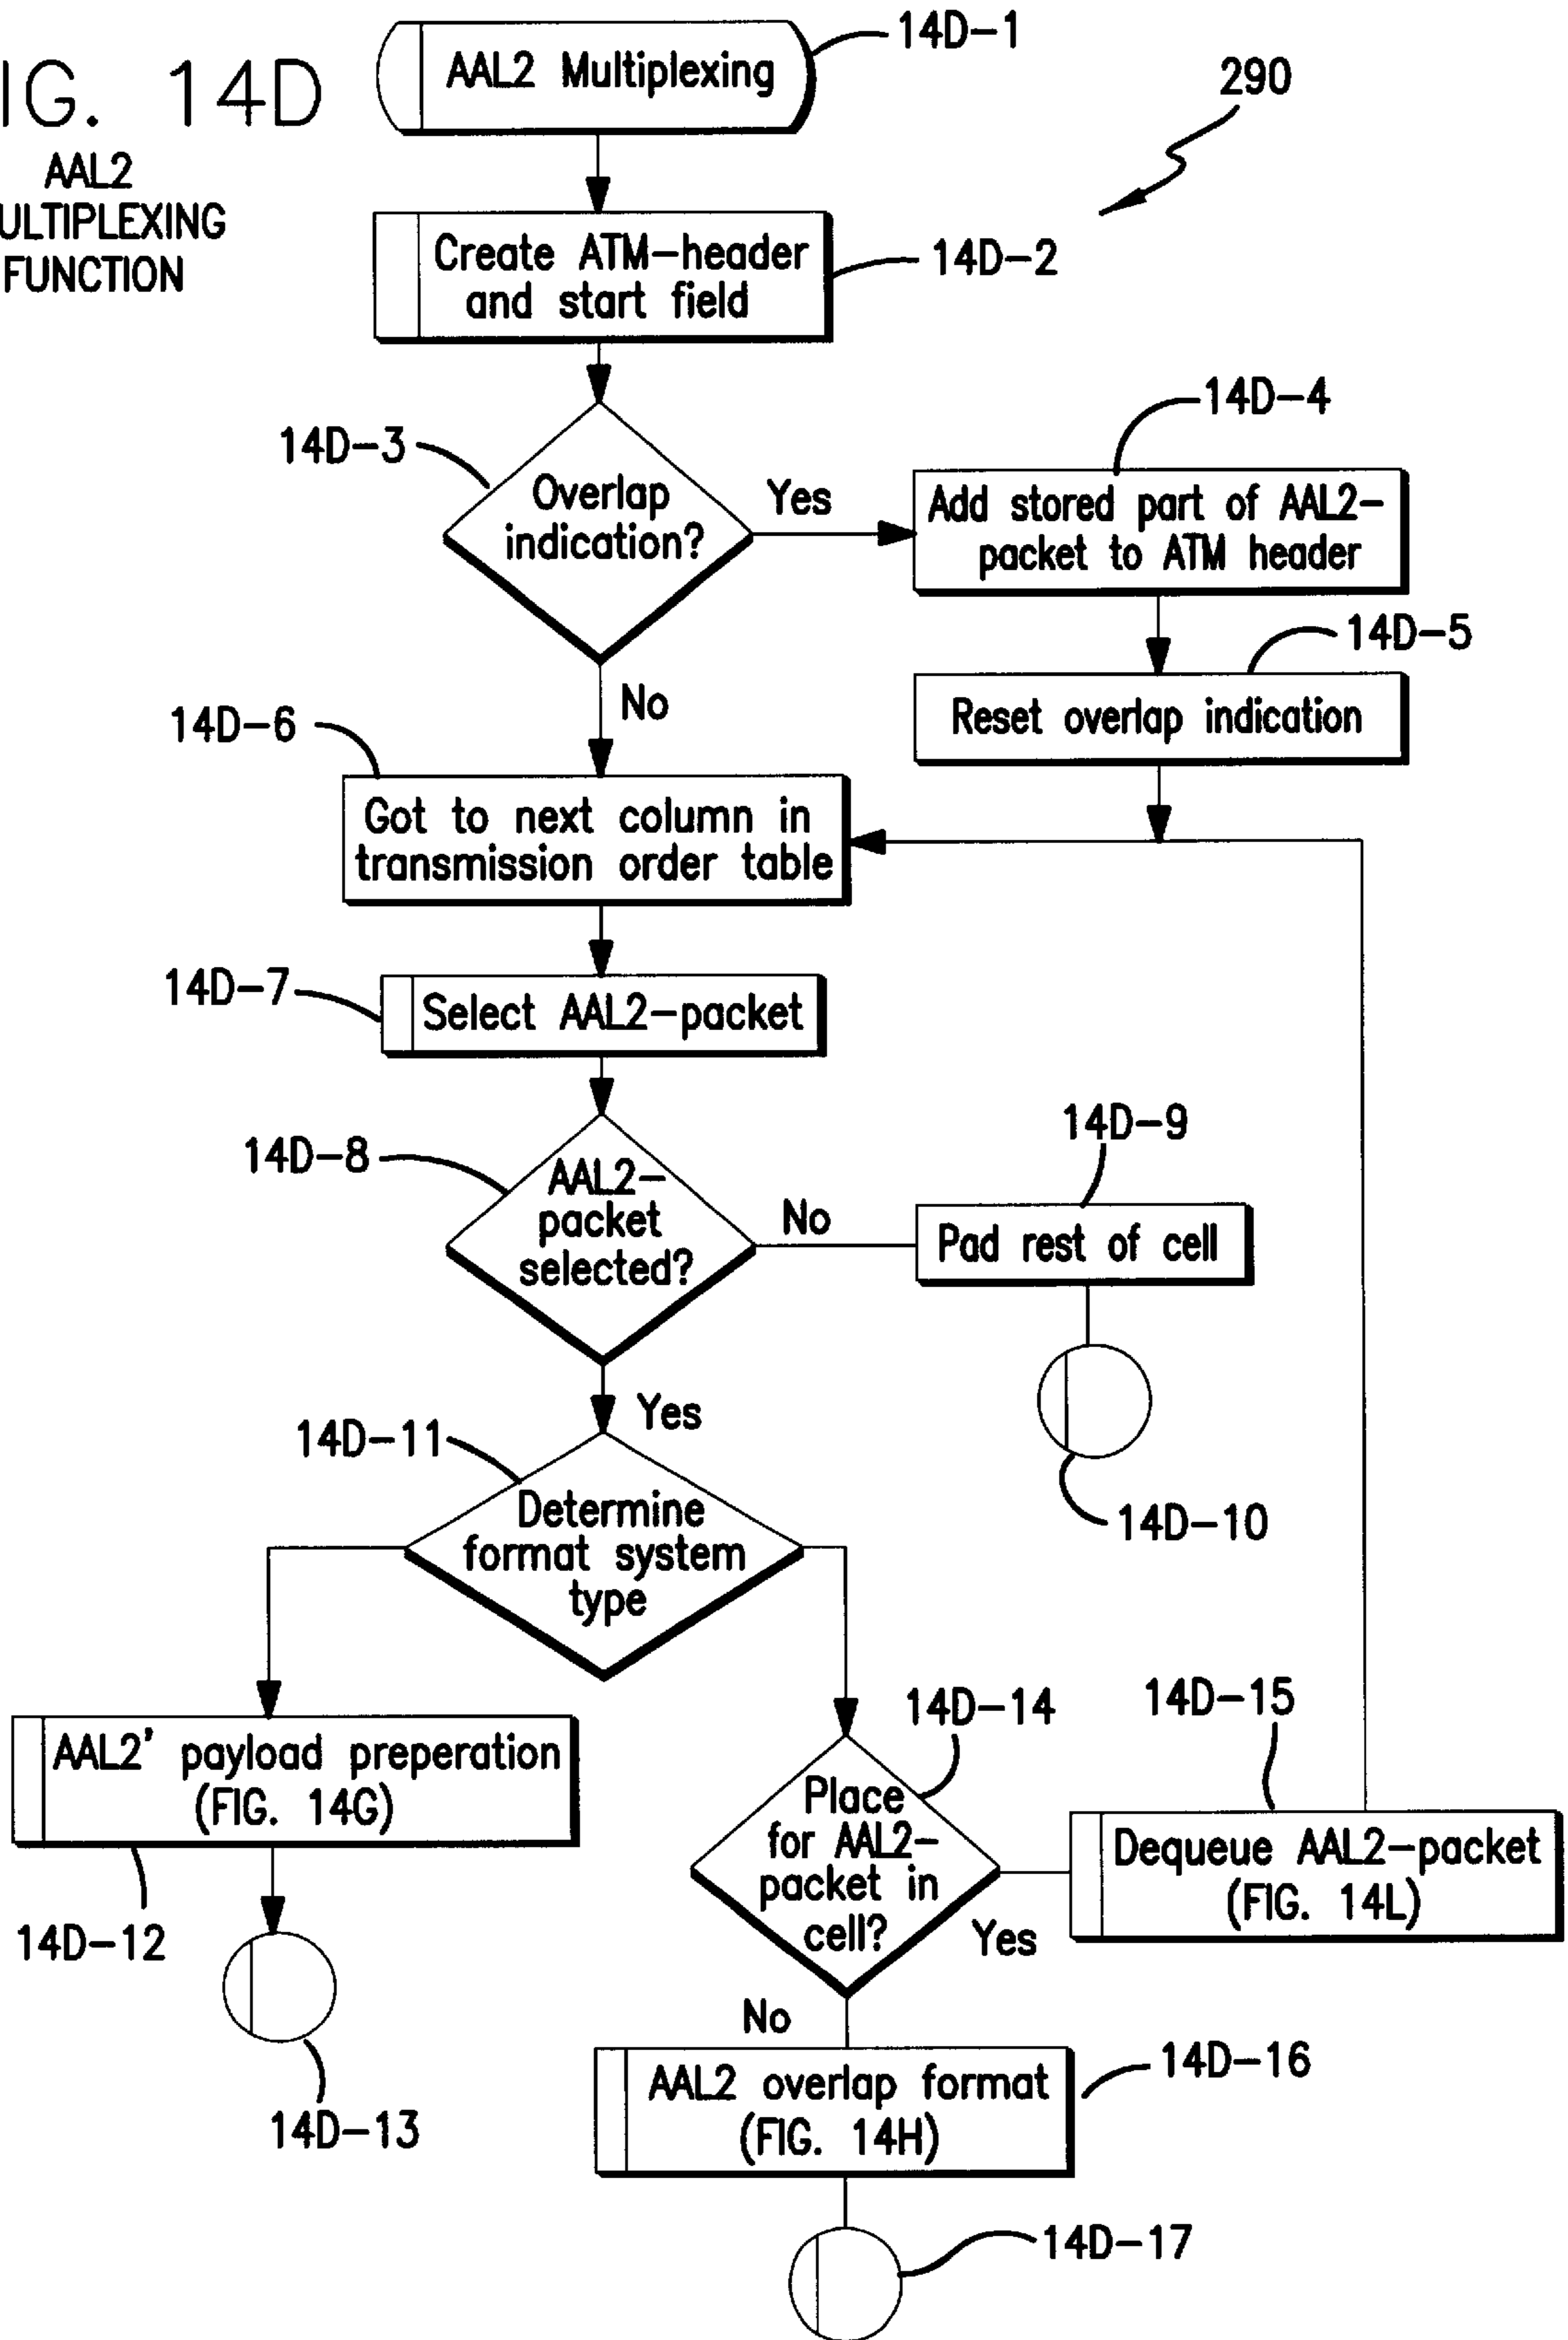 IG. 14D
AAL2
ULTIPLEXING
FUNCTION
AAL2 Multiplexing
14D-1
290
Create ATM-header
and start field
14D-2
14D-3
Overlap
indication?
Yes
14D-4
Add stored part of AAL2-
packet to ATM header
14D-5
Reset overlap indication
No
14D-6
Got to next column in
transmission order table
14D-7
Select AAL2-packet
14D-8
AAL2-
packet
selected?
No
14D-9
Pad rest of cell
14D-10
Yes
14D-11
Determine
format system
type
AAL2' payload preperation
(FIG. 14G)
14D-12
14D-13
14D-14
Place
for AAL2-
packet in
cell?
Yes
14D-15
Dequeue AAL2-packet
(FIG. 14L)
No
AAL2 overlap format
(FIG. 14H)
14D-16
14D-17